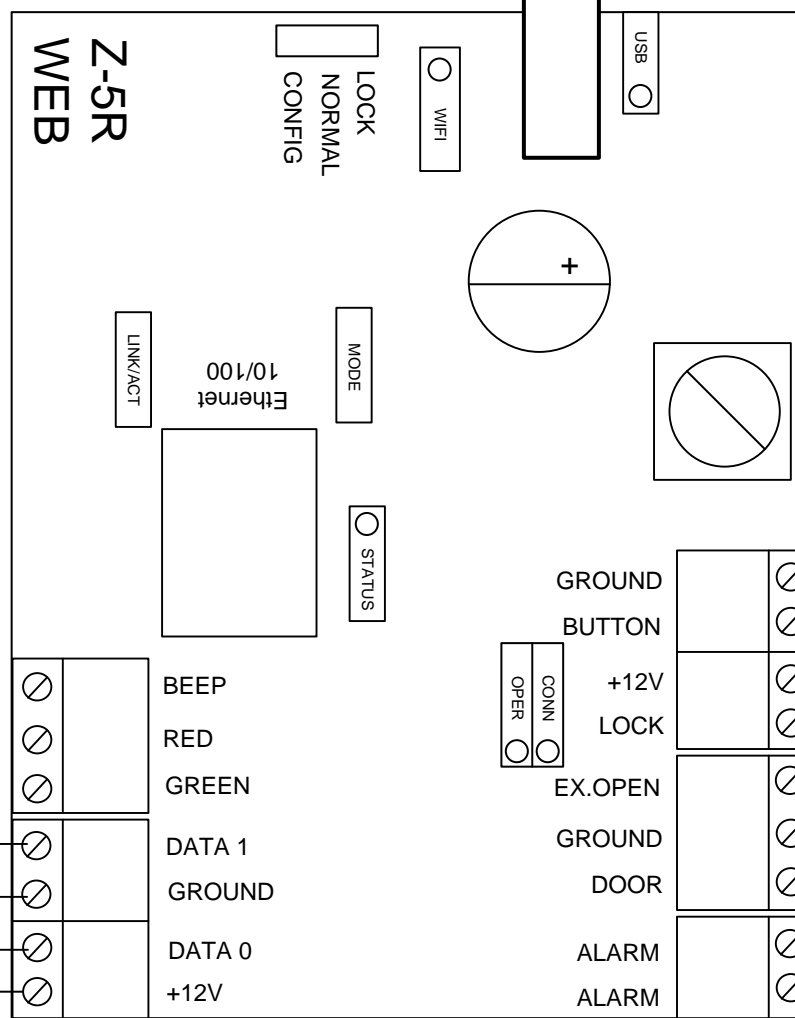 Z-5R
WEB
LOCK
NORMAL
CONFIG
WIFI
USB
+
LINK/ACT
Ethernet
10/100
MODE
STATUS
GROUND
BUTTON
CONN
OPER
+12V
LOCK
BEEP
RED
GREEN
EX.OPEN
GROUND
DOOR
DATA 1
GROUND
DATA 0
+12V
ALARM
ALARM